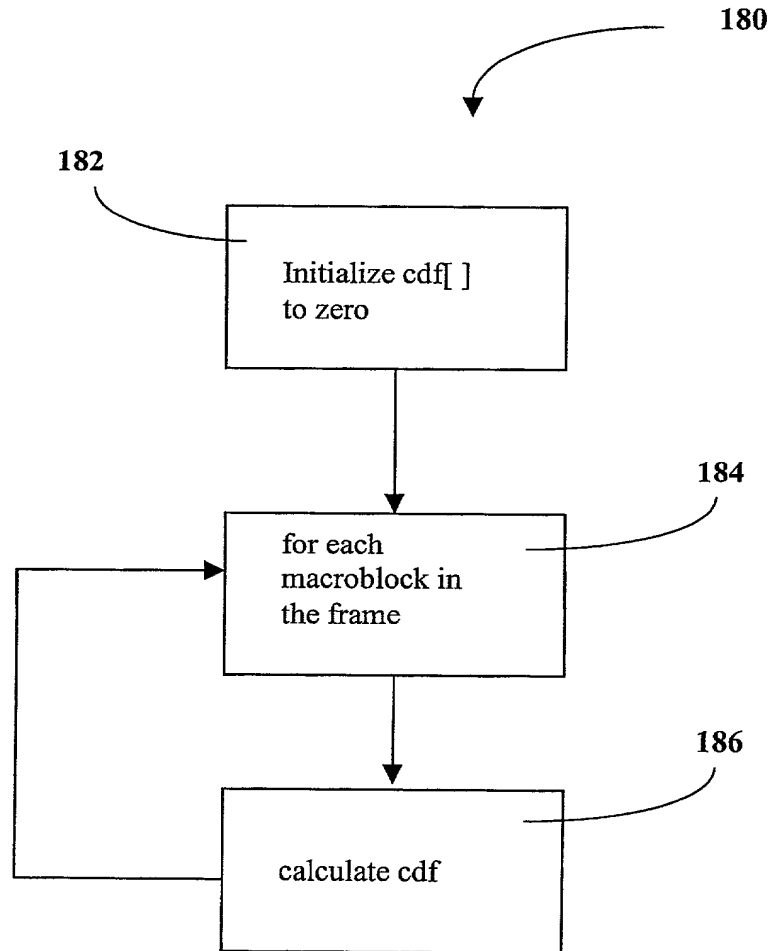 180
182
Initialize cdf[ ]
to zero
184
for each
macroblock in
the frame
186
calculate cdf